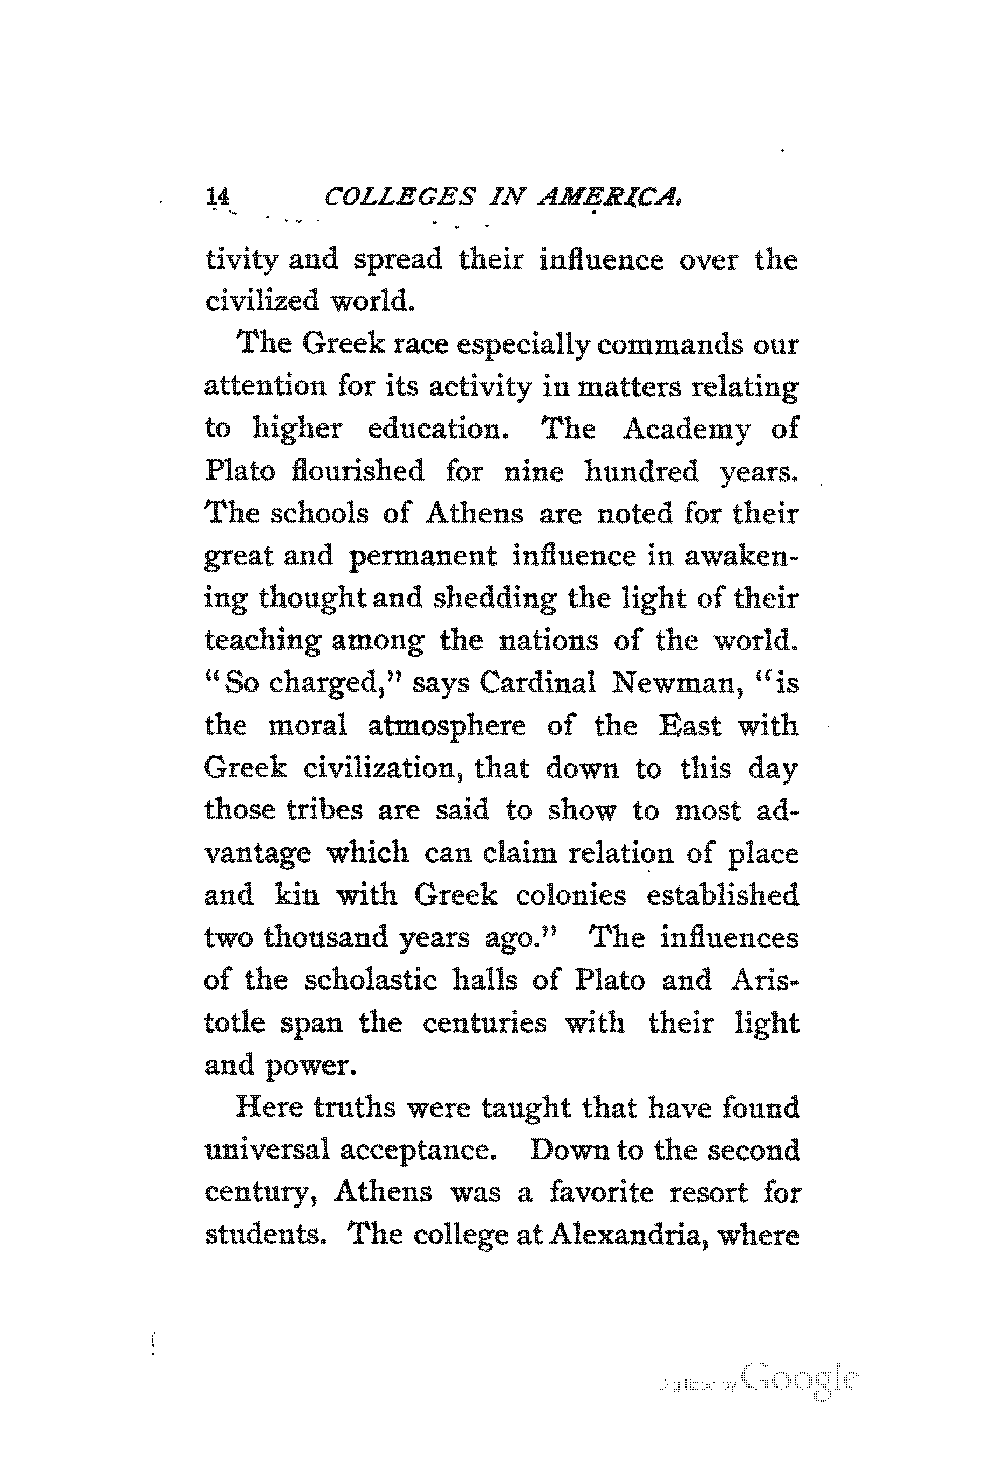 14 COLLEGES IN AMERICA.
tivity and spread their influence over the
civilized world.
The Greek race especially commands our
attention for its activity in matters relating
to higher education. The Academy of
Plato flourished for nine hundred years.
The schools of Athens are noted for their
great and permanent influence in awaken-
ing thought and shedding the light of their
teaching among the nations of the world.
“So charged,” says Cardinal Newman, “is
the moral atmosphere of the East with
Greek civilization, that down to this day
those tribes are said to show to most ad-
vantage which can claim relation of place
and kin with Greek colonies established
two thousand years ago.” The influences
of the scholastic halls of Plato and Aris-
totle span the centuries with their light
and power.
Here truths were taught that have found
universal acceptance. Down to the second
century, Athens was a favorite resort for
students. The college at Alexandria, where
Digitized by Google